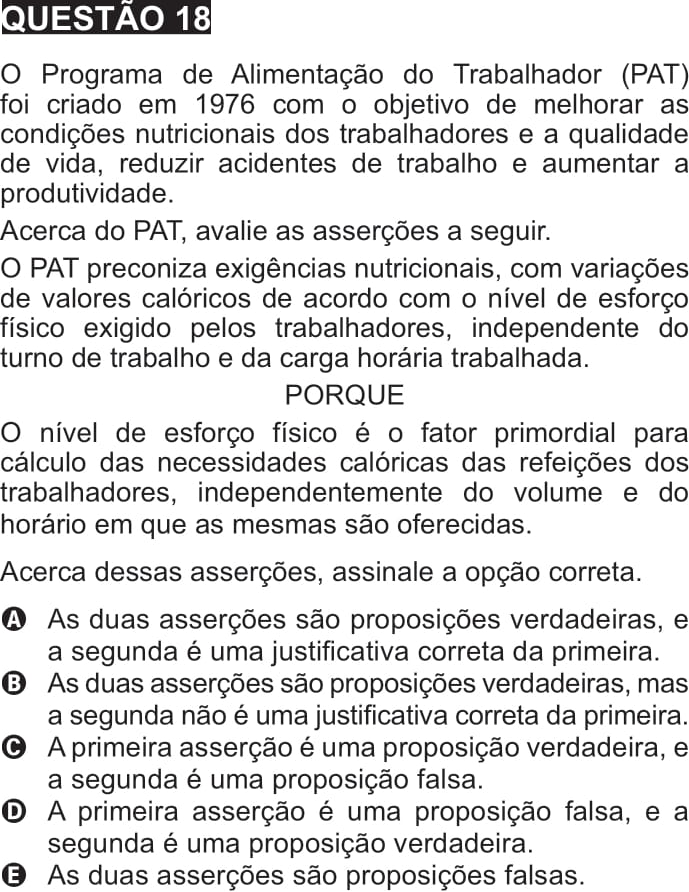 QUESTÃO 18
O Programa de Alimentação do Trabalhador (PAT)
foi criado em 1976 com o objetivo de melhorar as
condições nutricionais dos trabalhadores e a qualidade
de vida, reduzir acidentes de trabalho e aumentar a
produtividade.
Acerca do PAT, avalie as asserções a seguir.
O PAT preconiza exigências nutricionais, com variações
de valores calóricos de acordo com o nível de esforço
físico exigido pelos trabalhadores, independente do
turno de trabalho e da carga horária trabalhada.
PORQUE
O nível de esforço físico é o fator primordial para
cálculo das necessidades calóricas das refeições dos
trabalhadores, independentemente do volume e do
horário em que as mesmas são oferecidas.
Acerca dessas asserções, assinale a opção correta.
A As duas asserções são proposições verdadeiras, e
a segunda é uma justificativa correta da primeira.
B As duas asserções são proposições verdadeiras, mas
a segunda não é uma justificativa correta da primeira.
C A primeira asserção é uma proposição verdadeira, e
a segunda é uma proposição falsa.
D A primeira asserção é uma proposição falsa, e a
segunda é uma proposição verdadeira.
E As duas asserções são proposições falsas.